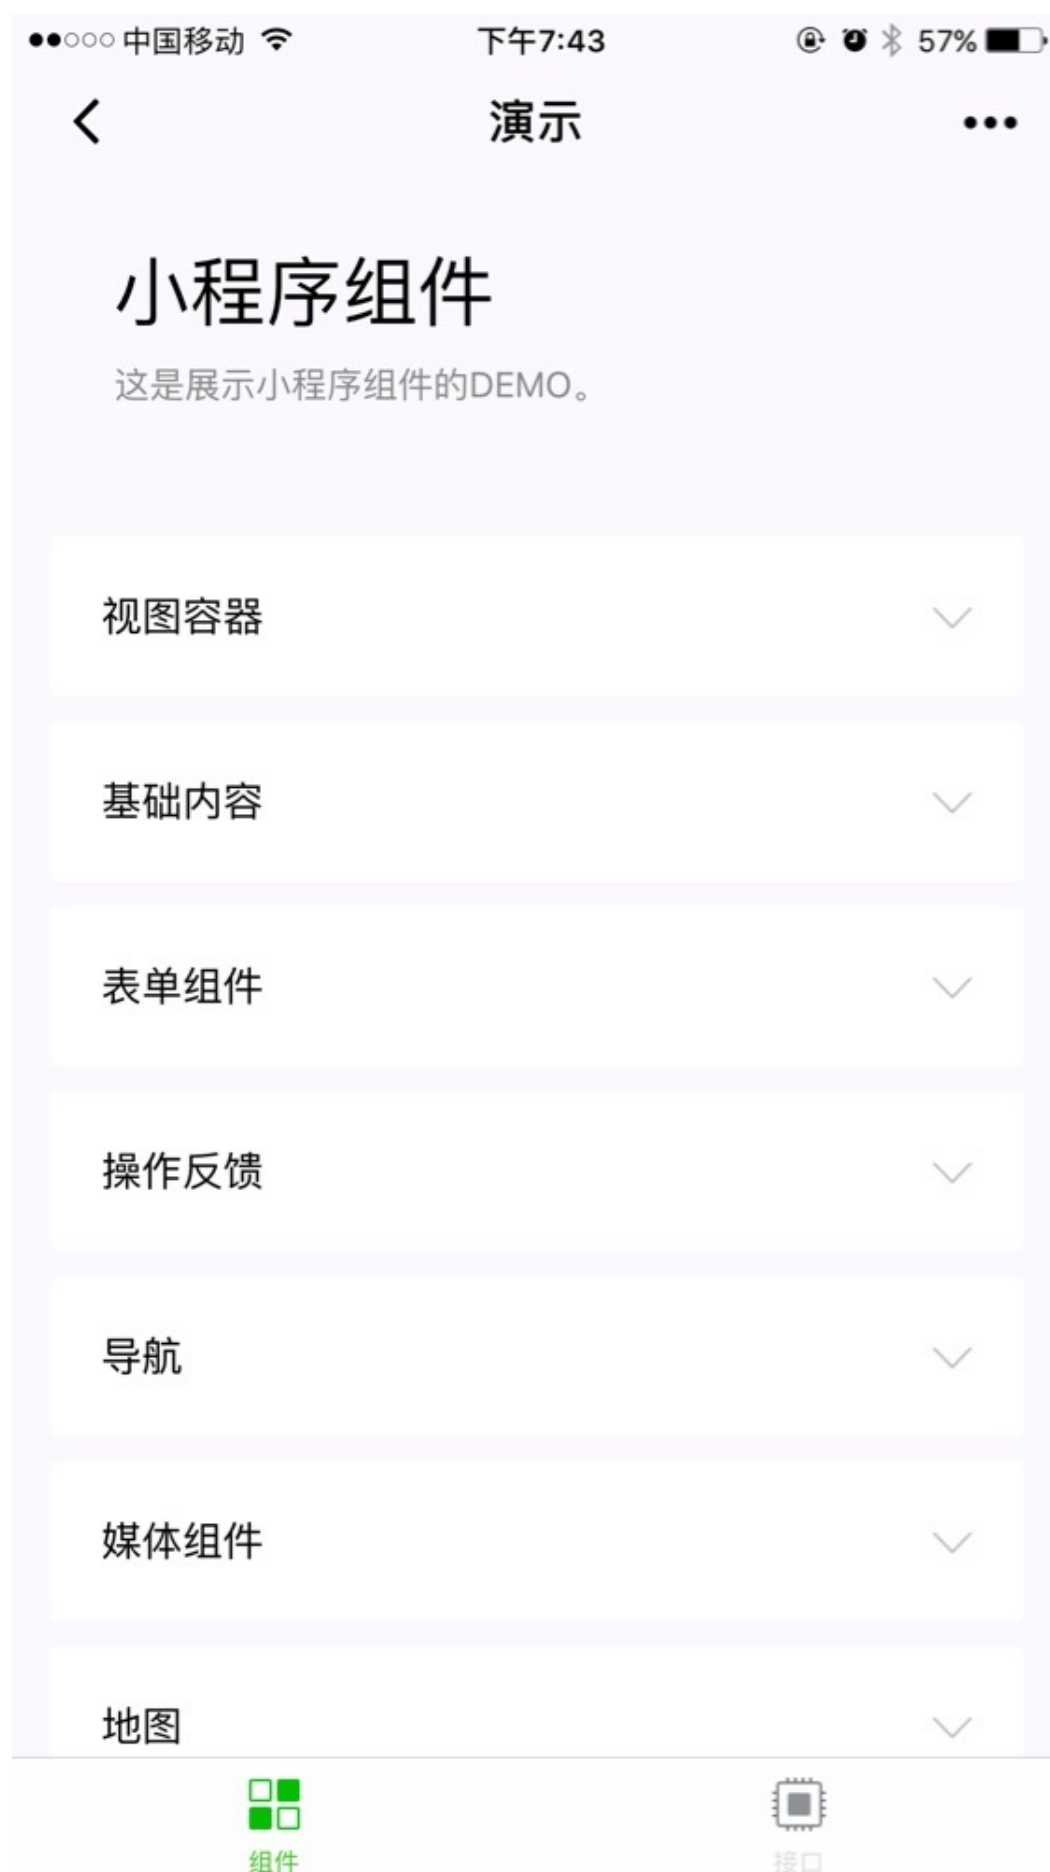 中国移动 下午7:43 57%
演示
小程序组件
这是展示小程序组件的DEMO。
视图容器
基础内容
表单组件
操作反馈
导航
媒体组件
地图
组件 接口